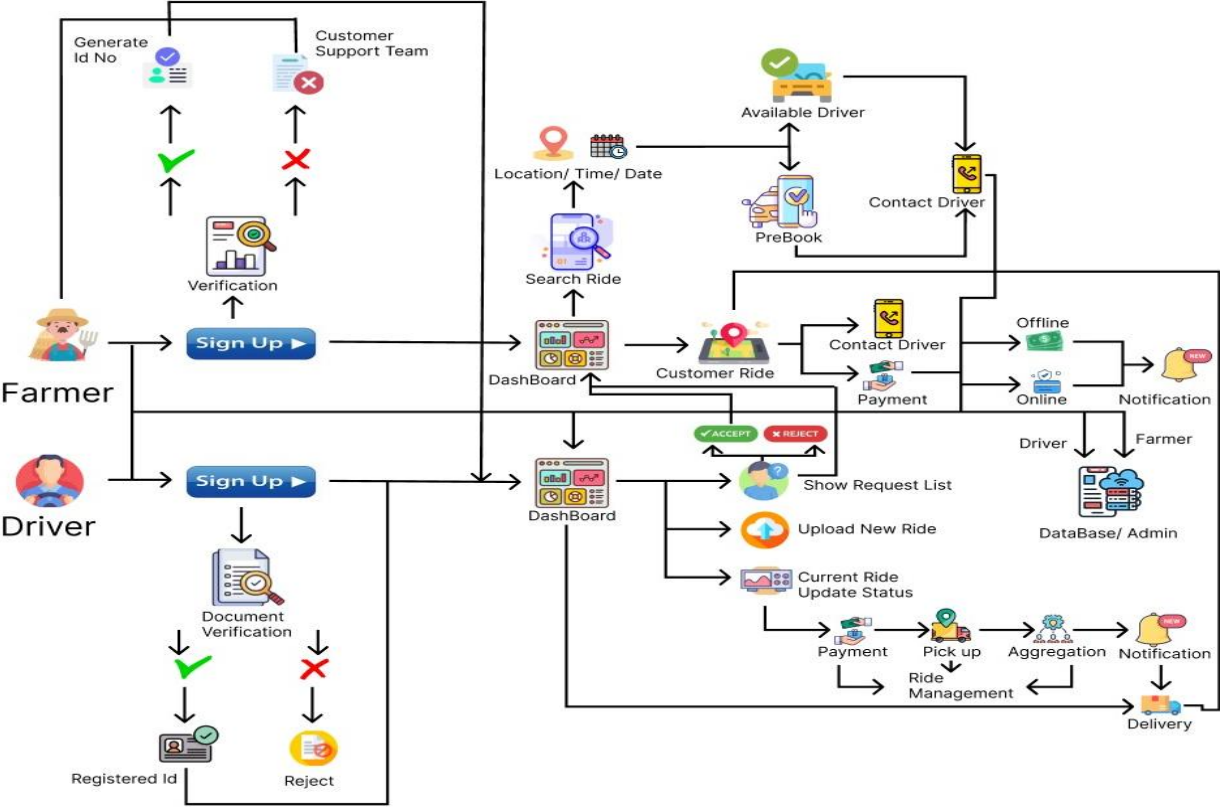 Generate
Id No
Customer
Support Team
Verification
Farmer
Sign Up ►
Available Driver
Location/ Time/ Date
Contact Driver
PreBook
Search Ride
01
DashBoard
Customer Ride
Contact Driver
Payment
Offline
Online
NEW
Notification
✓ ACCEPT
✗ REJECT
Driver
Farmer
Driver
Sign Up ►
DashBoard
?
Show Request List
Upload New Ride
Current Ride
Update Status
DataBase/ Admin
Document
Verification
Payment
Pick up
Aggregation
NEW
Notification
Ride
Management
Delivery
Registered Id
Reject